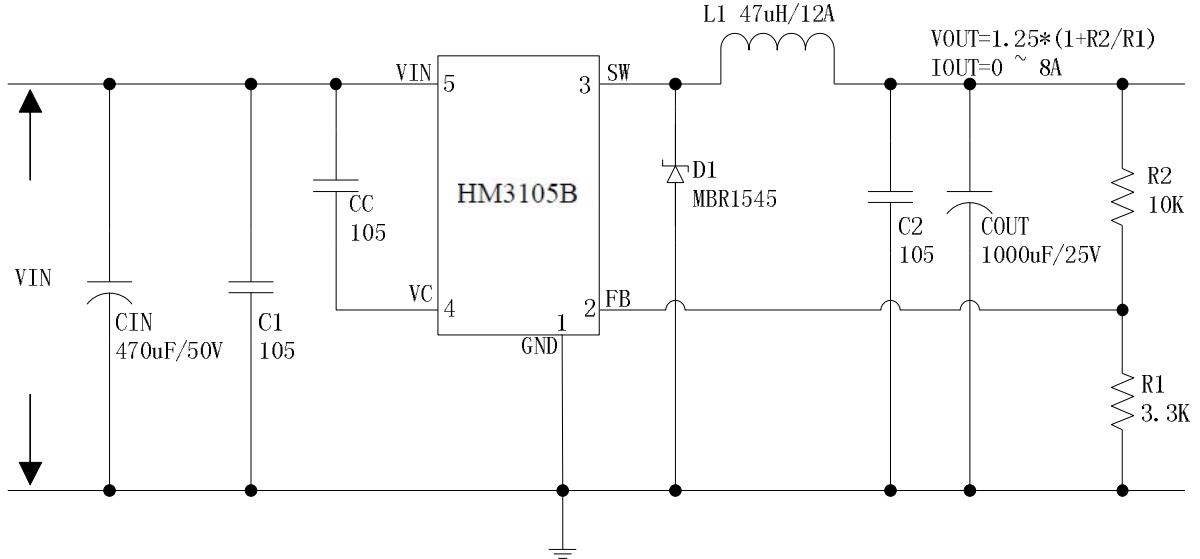 L1 47uH/12A
VOUT=1.25*(1+R2/R1)
IOUT=0 ~ 8A
VIN
5
3
SW
HM3105B
D1
MBR1545
R2
10K
CC
105
C2
105
COUT
1000uF/25V
VIN
VC
4
2
FB
1
GND
CIN
470uF/50V
C1
105
R1
3.3K